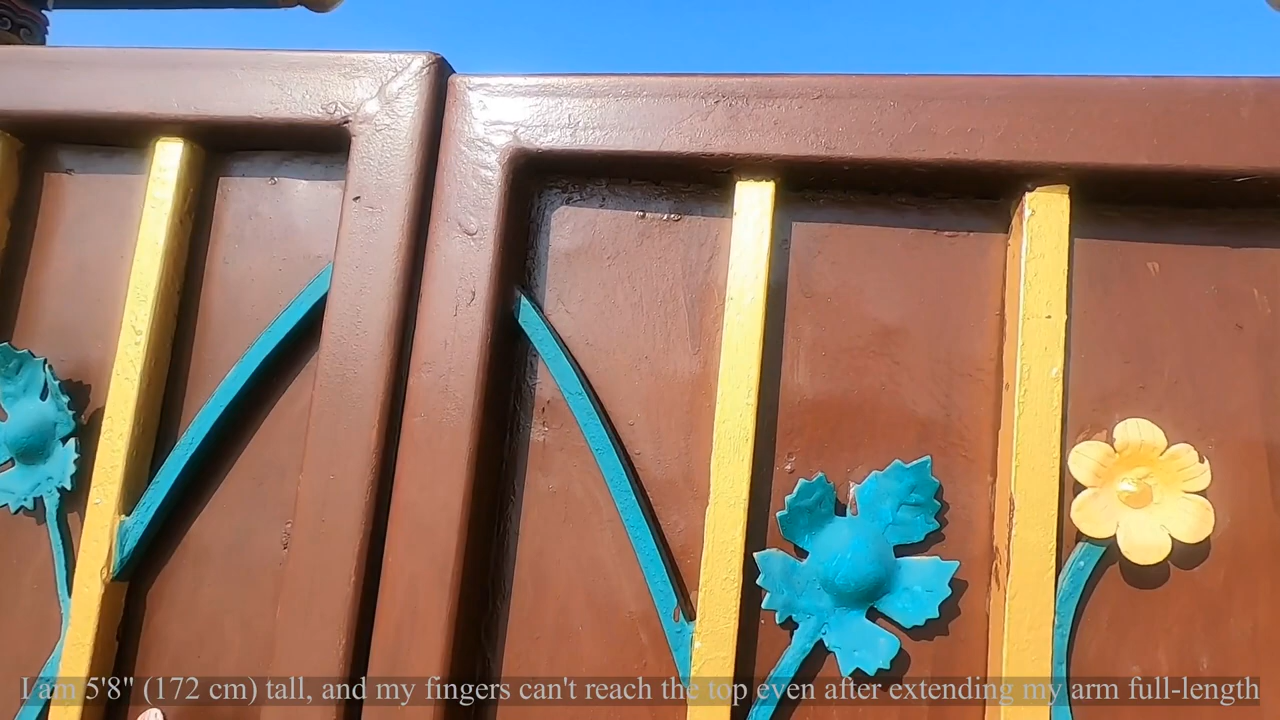 I am 5'8" (172 cm) tall, and my fingers can't reach the top even after extending my arm full-length